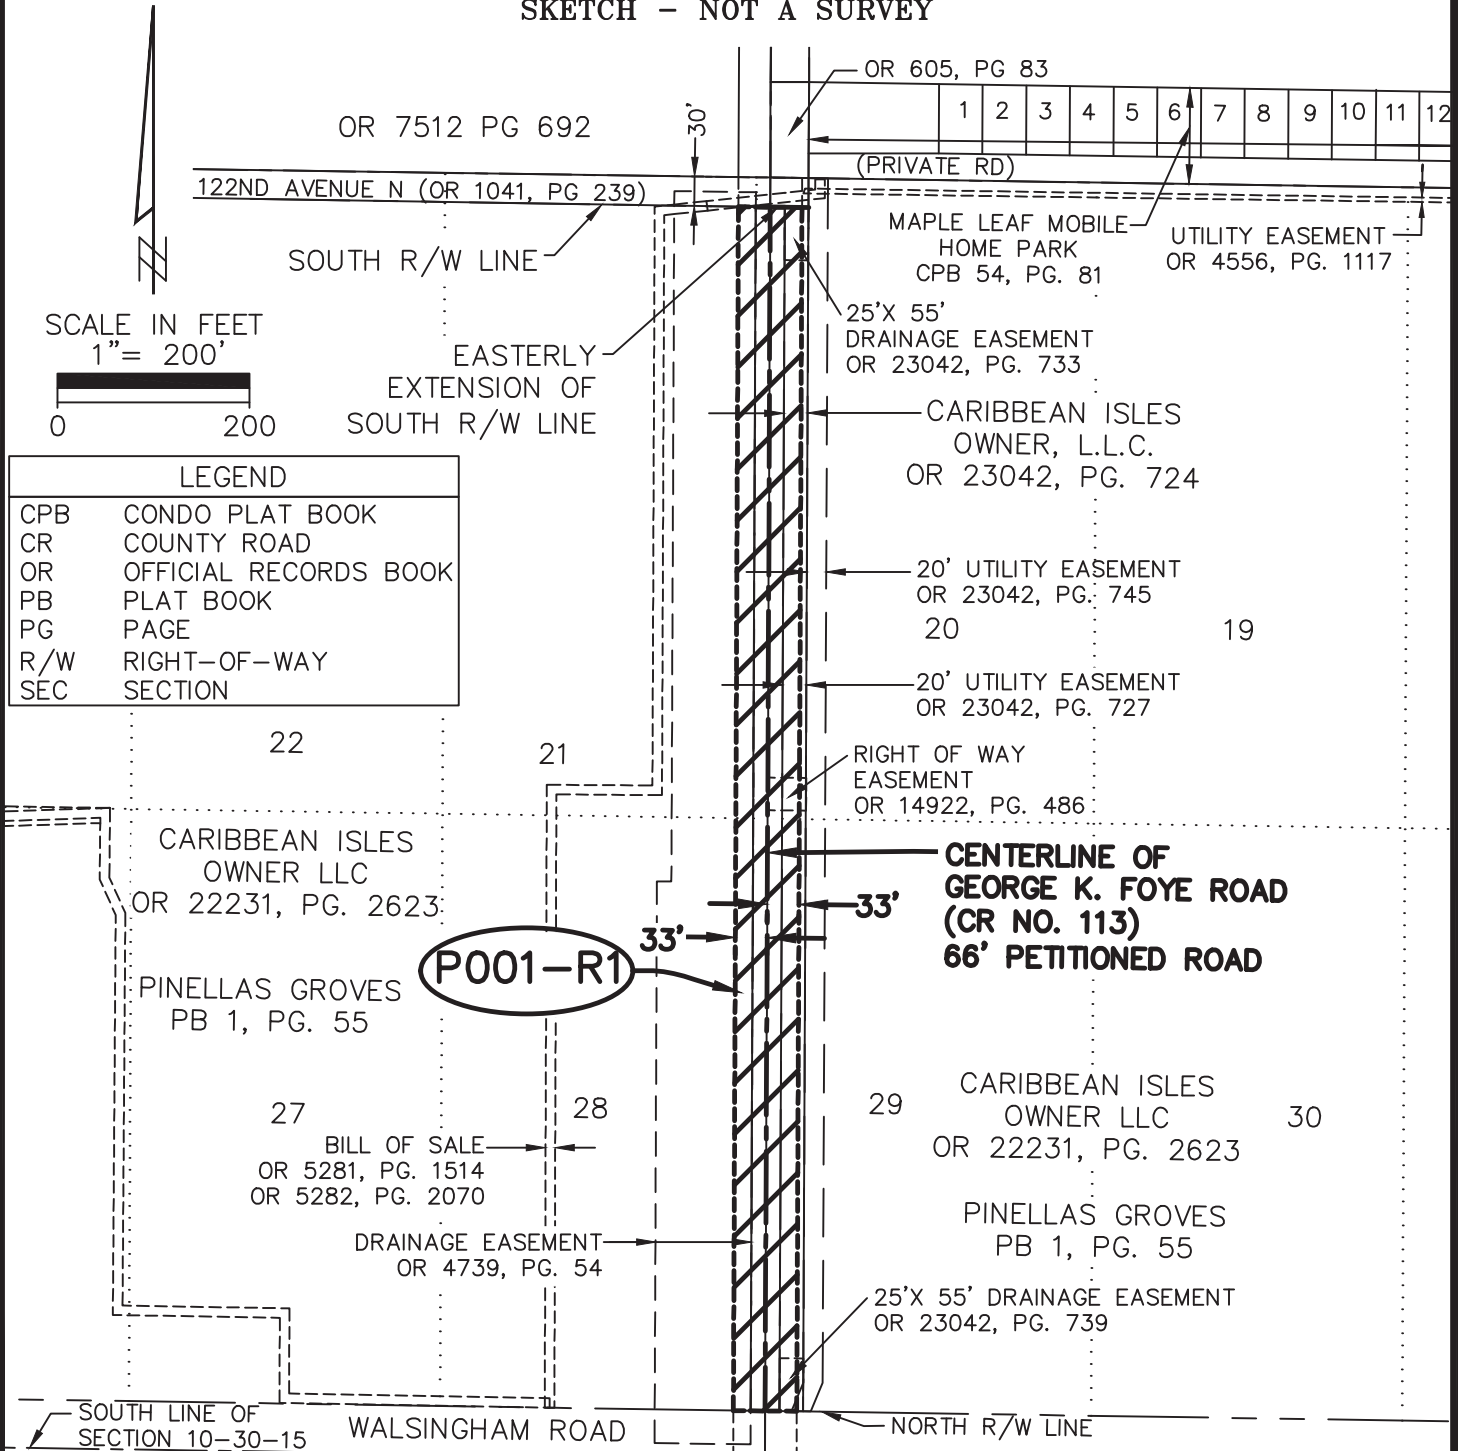 SKETCH – NOT A SURVEY
OR 605, PG 83
1 2 3 4 5 6 7 8 9 10 11 12
OR 7512 PG 692
30'
(PRIVATE RD)
122ND AVENUE N (OR 1041, PG 239)
SOUTH R/W LINE
MAPLE LEAF MOBILE
HOME PARK
CPB 54, PG. 81
UTILITY EASEMENT
OR 4556, PG. 1117
N
SCALE IN FEET
1"= 200'
0 200
EASTERLY
EXTENSION OF
SOUTH R/W LINE
25'X 55'
DRAINAGE EASEMENT
OR 23042, PG. 733
CARIBBEAN ISLES
OWNER, L.L.C.
OR 23042, PG. 724
LEGEND
CPB CONDO PLAT BOOK
CR COUNTY ROAD
OR OFFICIAL RECORDS BOOK
PB PLAT BOOK
PG PAGE
R/W RIGHT–OF–WAY
SEC SECTION
20' UTILITY EASEMENT
OR 23042, PG. 745
20 19
20' UTILITY EASEMENT
OR 23042, PG. 727
22 21
RIGHT OF WAY
EASEMENT
OR 14922, PG. 486
CARIBBEAN ISLES
OWNER LLC
OR 22231, PG. 2623
CENTERLINE OF
GEORGE K. FOYE ROAD
(CR NO. 113)
66' PETITIONED ROAD
33'
33'
P001–R1
PINELLAS GROVES
PB 1, PG. 55
27 28
29 30
CARIBBEAN ISLES
OWNER LLC
OR 22231, PG. 2623
BILL OF SALE
OR 5281, PG. 1514
OR 5282, PG. 2070
PINELLAS GROVES
PB 1, PG. 55
DRAINAGE EASEMENT
OR 4739, PG. 54
25'X 55' DRAINAGE EASEMENT
OR 23042, PG. 739
SOUTH LINE OF
SECTION 10–30–15
WALSINGHAM ROAD
NORTH R/W LINE